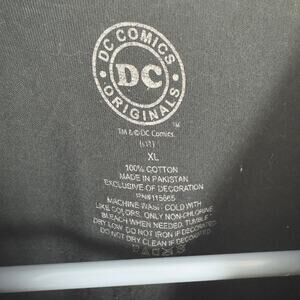 DC COMICS
DC
ORIGINALS
TM & © DC Comics.
XL
100% COTTON
MADE IN PAKISTAN
EXCLUSIVE OF DECORATION
MACHINE WASH COLD WITH
LIKE COLORS. ONLY NON-CHLORINE
BLEACH WHEN NEEDED. TUMBLE
DRY LOW. DO NOT IRON IF DECORATED
DO NOT DRY CLEAN IF DECORATED